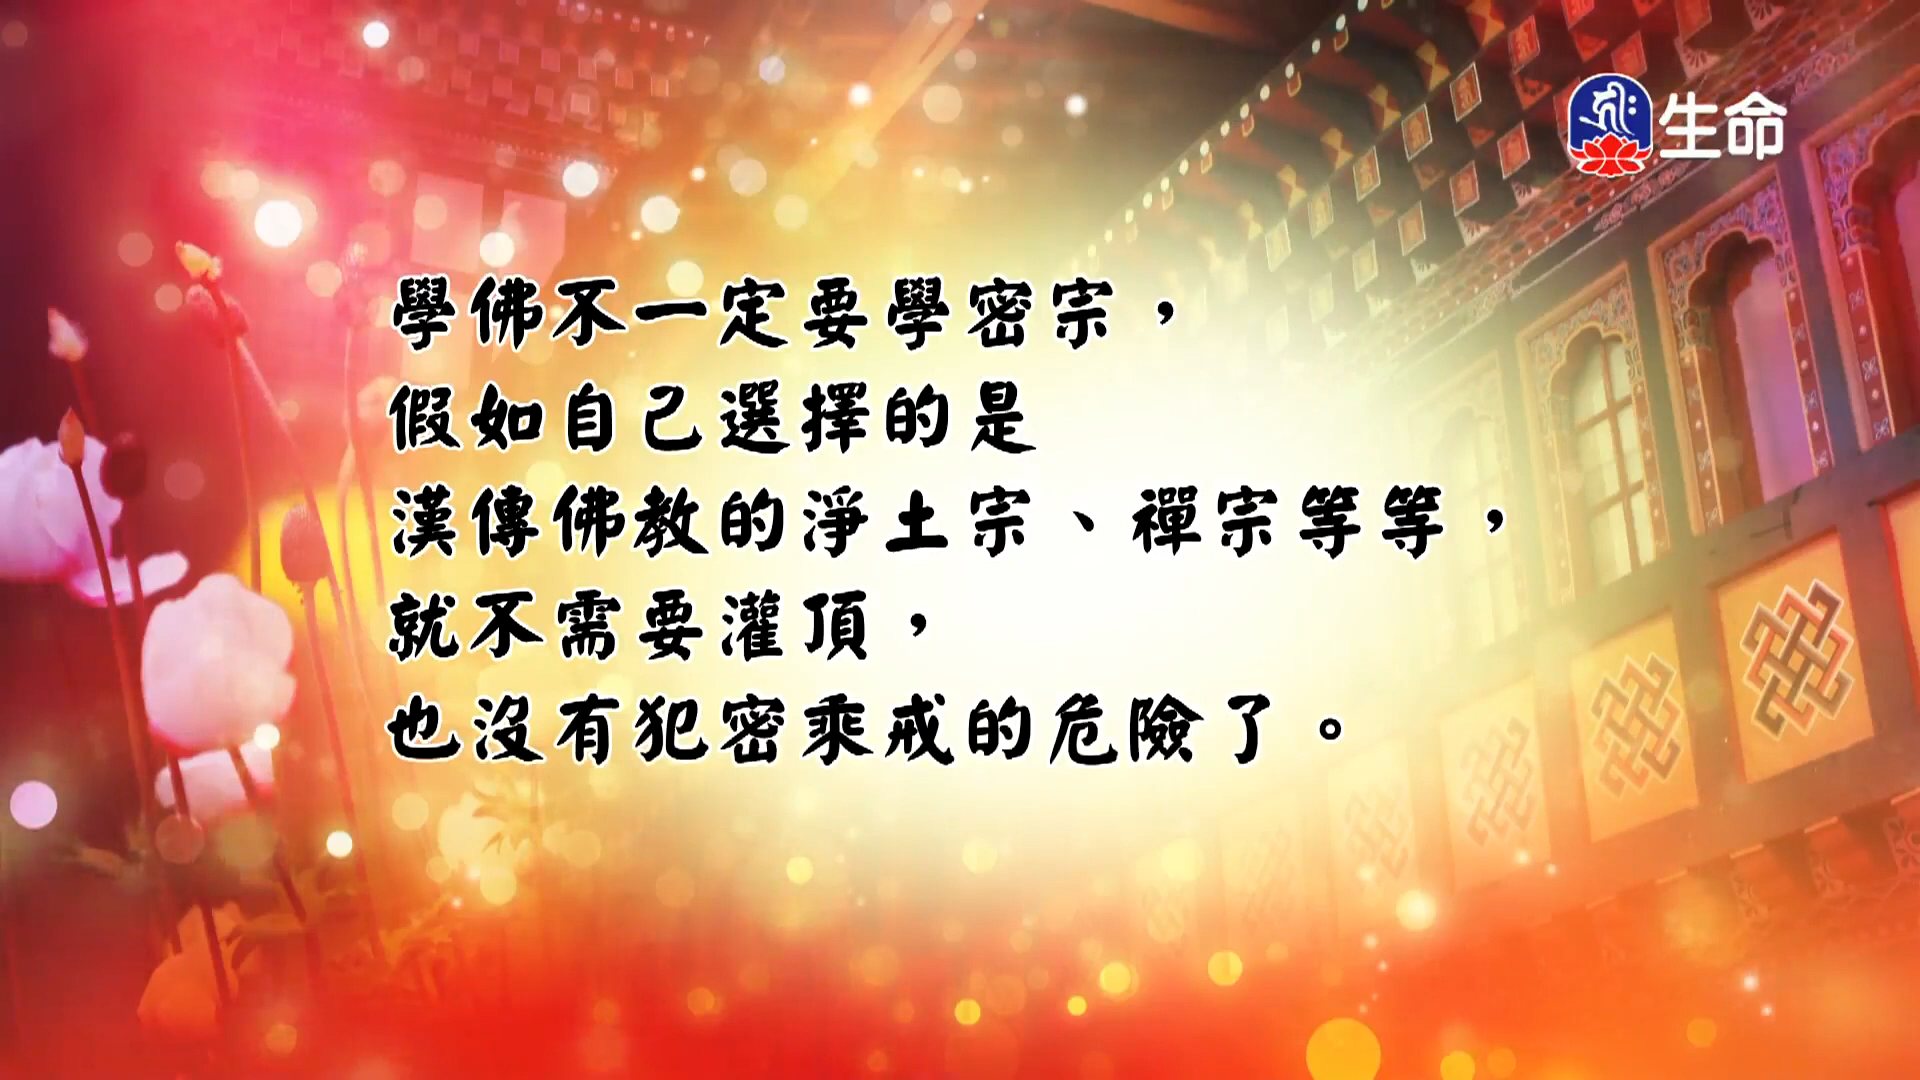 生命
學佛不一定要學密宗，
假如自己選擇的是
漢傳佛教的淨土宗、禪宗等等，
就不需要灌頂，
也沒有犯密乘戒的危險了。